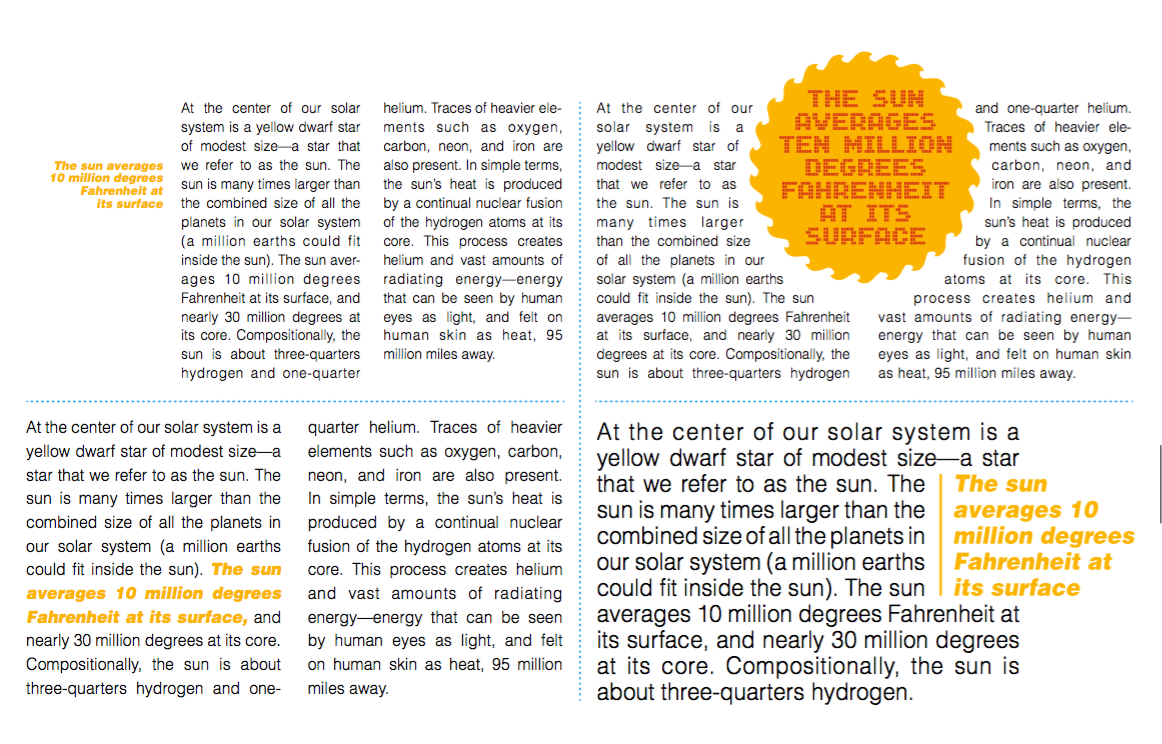 The sun averages
10 million degrees
Fahrenheit at
its surface
At the center of our solar
system is a yellow dwarf star
of modest size—a star that
we refer to as the sun. The
sun is many times larger than
the combined size of all the
planets in our solar system
(a million earths could fit
inside the sun). The sun aver-
ages 10 million degrees
Fahrenheit at its surface, and
nearly 30 million degrees at
its core. Compositionally, the
sun is about three-quarters
hydrogen and one-quarter
helium. Traces of heavier ele-
ments such as oxygen,
carbon, neon, and iron are
also present. In simple terms,
the sun's heat is produced
by a continual nuclear fusion
of the hydrogen atoms at its
core. This process creates
helium and vast amounts of
radiating energy—energy
that can be seen by human
eyes as light, and felt on
human skin as heat, 95
million miles away.
At the center of our
solar system is a
yellow dwarf star of
modest size—a star
that we refer to as
the sun. The sun is
many times larger
than the combined size
of all the planets in our
solar system (a million earths
could fit inside the sun). The sun
averages 10 million degrees Fahrenheit
at its surface, and nearly 30 million
degrees at its core. Compositionally, the
sun is about three-quarters hydrogen
THE SUN
AVERAGES
TEN MILLION
DEGREES
FAHRENHEIT
AT ITS
SURFACE
and one-quarter helium.
Traces of heavier ele-
ments such as oxygen,
carbon, neon, and
iron are also present.
In simple terms, the
sun's heat is produced
by a continual nuclear
fusion of the hydrogen
atoms at its core. This
process creates helium and
vast amounts of radiating energy—
energy that can be seen by human
eyes as light, and felt on human skin
as heat, 95 million miles away.
At the center of our solar system is a
yellow dwarf star of modest size—a
star that we refer to as the sun. The
sun is many times larger than the
combined size of all the planets in
our solar system (a million earths
could fit inside the sun). The sun
averages 10 million degrees
Fahrenheit at its surface, and
nearly 30 million degrees at its core.
Compositionally, the sun is about
three-quarters hydrogen and one-
quarter helium. Traces of heavier
elements such as oxygen, carbon,
neon, and iron are also present.
In simple terms, the sun's heat is
produced by a continual nuclear
fusion of the hydrogen atoms at its
core. This process creates helium
and vast amounts of radiating
energy—energy that can be seen
by human eyes as light, and felt
on human skin as heat, 95 million
miles away.
At the center of our solar system is a
yellow dwarf star of modest size—a star
that we refer to as the sun. The
sun is many times larger than the
combined size of all the planets in
our solar system (a million earths
could fit inside the sun). The sun
averages 10 million degrees Fahrenheit at
its surface, and nearly 30 million degrees
at its core. Compositionally, the sun is
about three-quarters hydrogen.
The sun
averages 10
million degrees
Fahrenheit at
its surface